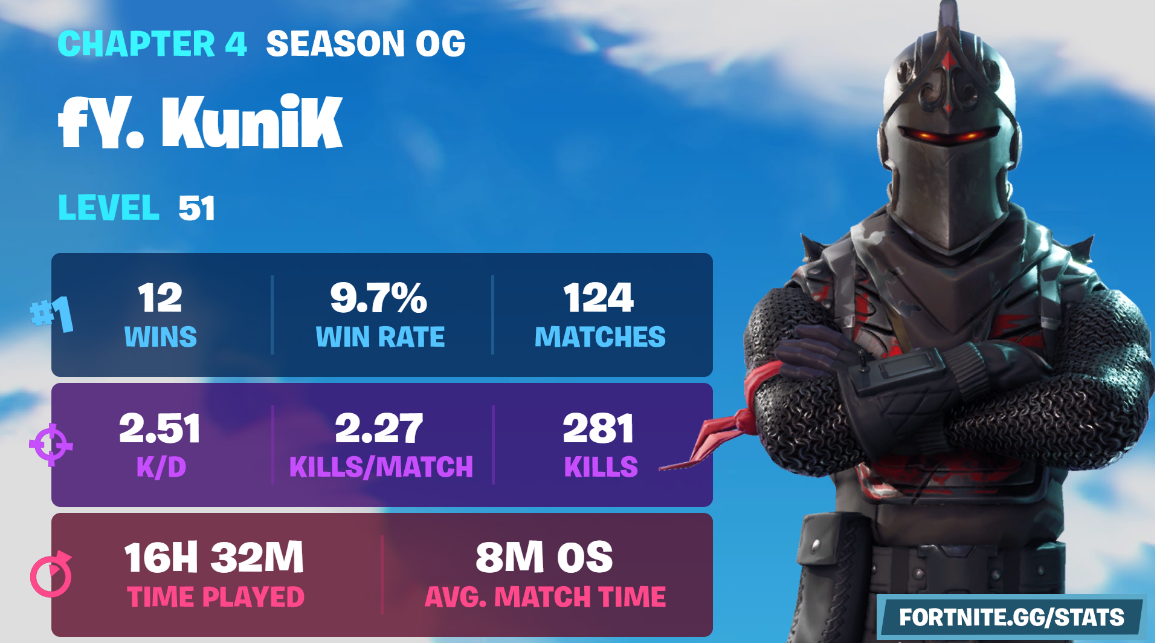 CHAPTER 4 SEASON OG
fY. KuniK
LEVEL 51
#1
12 9.7% 124
WINS WIN RATE MATCHES
2.51 2.27 281
K/D KILLS/MATCH KILLS
16H 32M 8M 0S
TIME PLAYED AVG. MATCH TIME
FORTNITE.GG/STATS